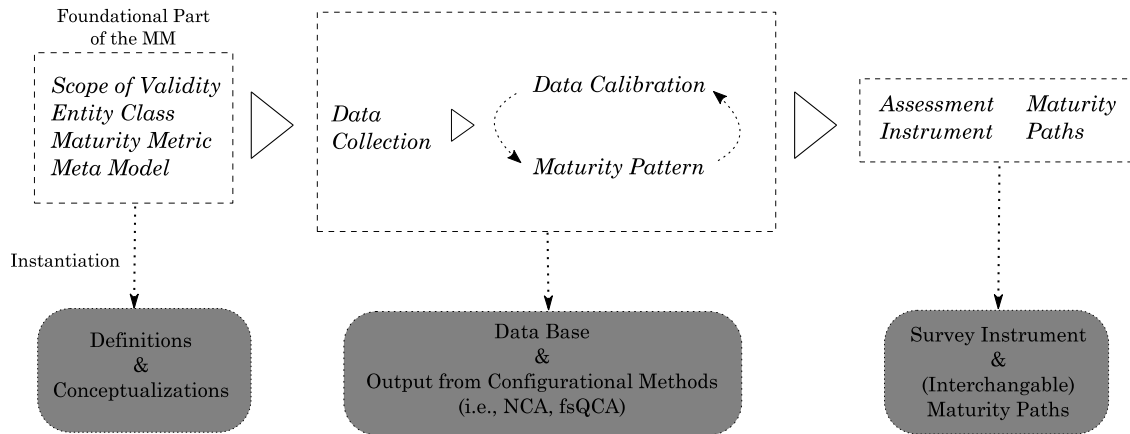 Foundational Part
of the MM
Scope of Validity
Entity Class
Maturity Metric
Meta Model
Data
Collection
Data Calibration
Maturity Pattern
Assessment
Instrument
Maturity
Paths
Instantiation
Definitions
&
Conceptualizations
Data Base
&
Output from Configurational Methods
(i.e., NCA, fsQCA)
Survey Instrument
&
(Interchangable)
Maturity Paths